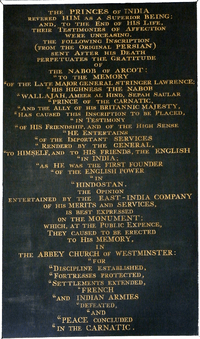 THE PRINCES OF INDIA
REVERED HIM AS A SUPERIOR BEING;
AND, TO THE END OF HIS LIFE,
THEIR TESTIMONIES OF AFFECTION
WERE UNCEASING.
THE FOLLOWING INSCRIPTION
(FROM THE ORIGINAL PERSIAN)
SENT AFTER HIS DEATH
PERPETUATES THE GRATITUDE
OF
THE NABOB OF ARCOT:
"TO THE MEMORY
"OF THE LATE MAJOR GENERAL STRINGER LAWRENCE;
"HIS HIGHNESS THE NABOB
"WALLAJAH, AMEER AL HIND, SEPAH SAULAR
"PRINCE OF THE CARNATIC,
"AND THE ALLY OF HIS BRITANNIC MAJESTY,
"HAS CAUSED THIS INSCRIPTION TO BE PLACED,
"IN TESTIMONY
"OF HIS FRIENDSHIP, AND OF THE HIGH SENSE
"HE ENTERTAINS
"OF THE IMPORTANT SERVICES
"RENDERED BY THE GENERAL,
"TO HIMSELF, AND TO HIS FRIENDS, THE ENGLISH
"IN INDIA;
"AS HE WAS THE FIRST FOUNDER
"OF THE ENGLISH POWER
"IN
"HINDOSTAN.
THE OPINION
ENTERTAINED BY THE EAST-INDIA COMPANY
OF HIS MERITS AND SERVICES,
IS BEST EXPRESSED
ON THE MONUMENT;
WHICH, AT THE PUBLIC EXPENCE,
THEY CAUSED TO BE ERECTED
TO HIS MEMORY,
IN
THE ABBEY CHURCH OF WESTMINSTER:
"FOR
"DISCIPLINE ESTABLISHED,
"FORTRESSES PROTECTED,
"SETTLEMENTS EXTENDED,
"FRENCH
"AND INDIAN ARMIES
"DEFEATED,
"AND
"PEACE CONCLUDED
"IN THE CARNATIC.